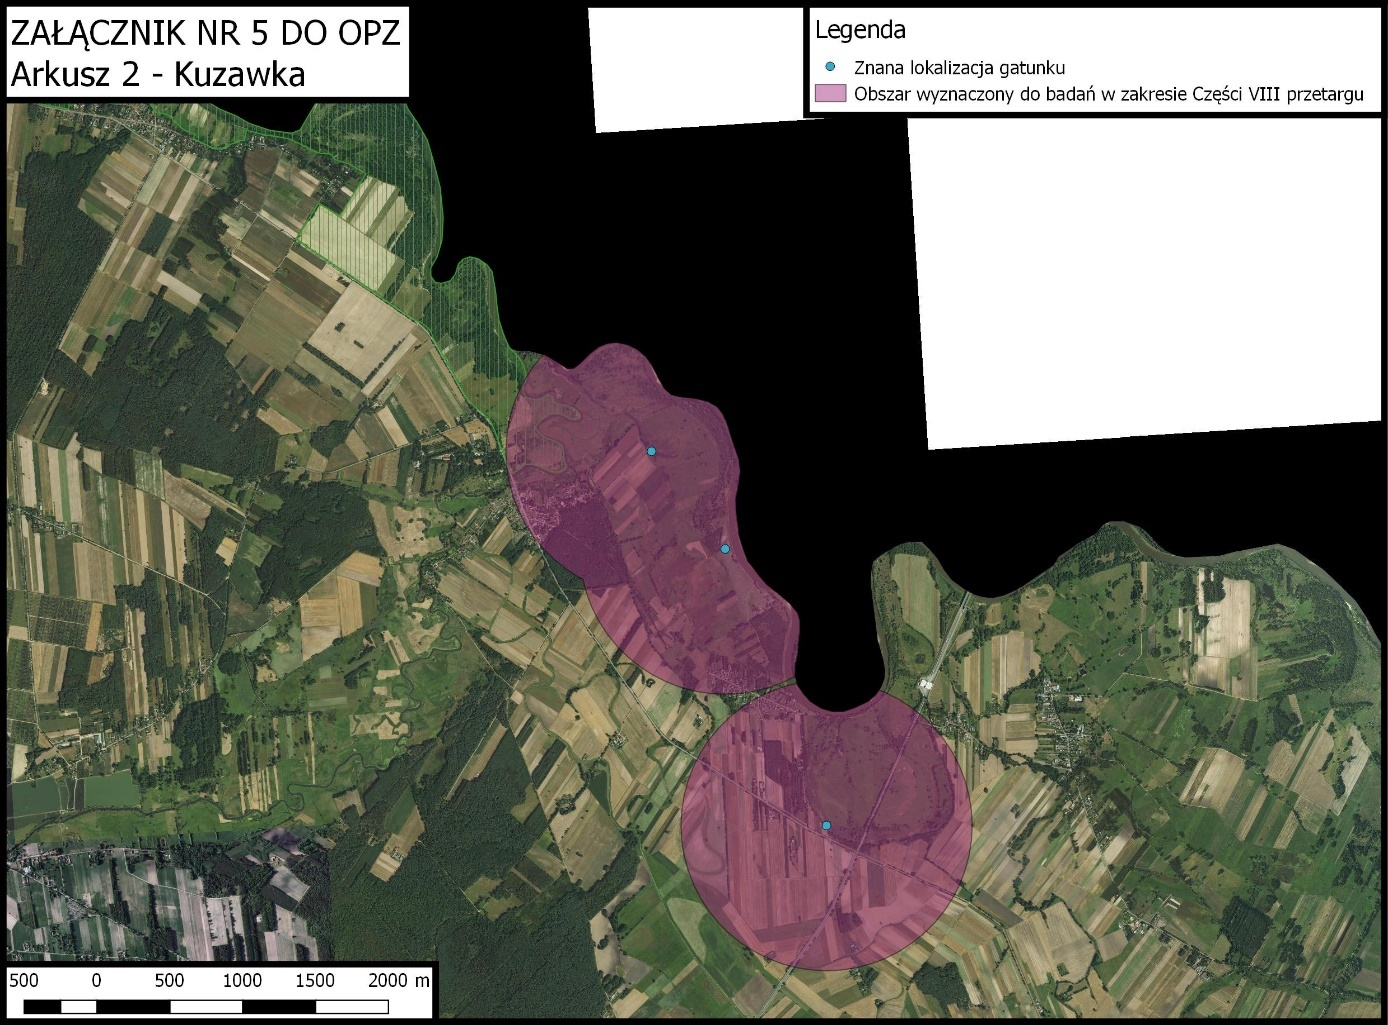 ZAŁĄCZNIK NR 5 DO OPZ
Arkusz 2 - Kuzawka
Legenda
Znana lokalizacja gatunku
Obszar wyznaczony do badań w zakresie Części VIII przetargu
500 0 500 1000 1500 2000 m